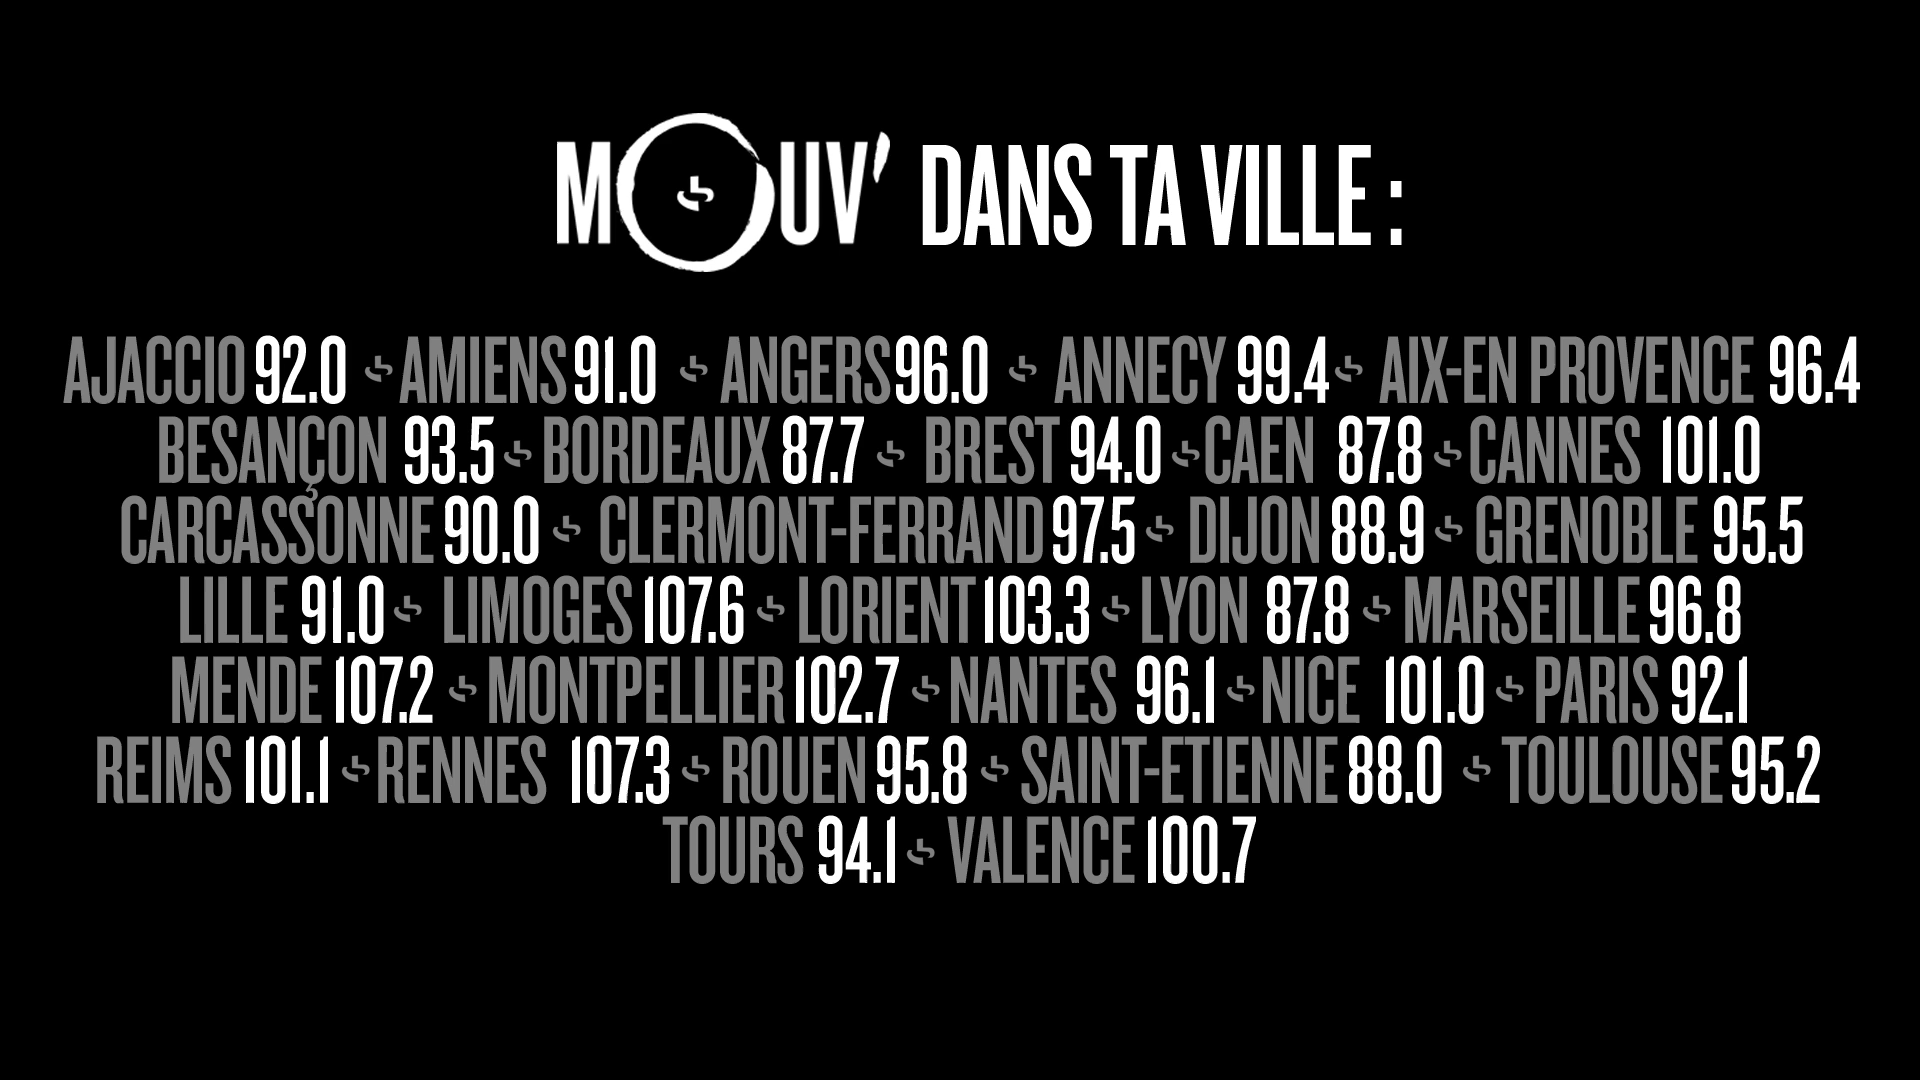 MOUV' DANS TA VILLE :
AJACCIO 92.0 AMIENS 91.0 ANGERS 96.0 ANNECY 99.4 AIX-EN PROVENCE 96.4
BESANÇON 93.5 BORDEAUX 87.7 BREST 94.0 CAEN 87.8 CANNES 101.0
CARCASSONNE 90.0 CLERMONT-FERRAND 97.5 DIJON 88.9 GRENOBLE 95.5
LILLE 91.0 LIMOGES 107.6 LORIENT 103.3 LYON 87.8 MARSEILLE 96.8
MENDE 107.2 MONTPELLIER 102.7 NANTES 96.1 NICE 101.0 PARIS 92.1
REIMS 101.1 RENNES 107.3 ROUEN 95.8 SAINT-ETIENNE 88.0 TOULOUSE 95.2
TOURS 94.1 VALENCE 100.7